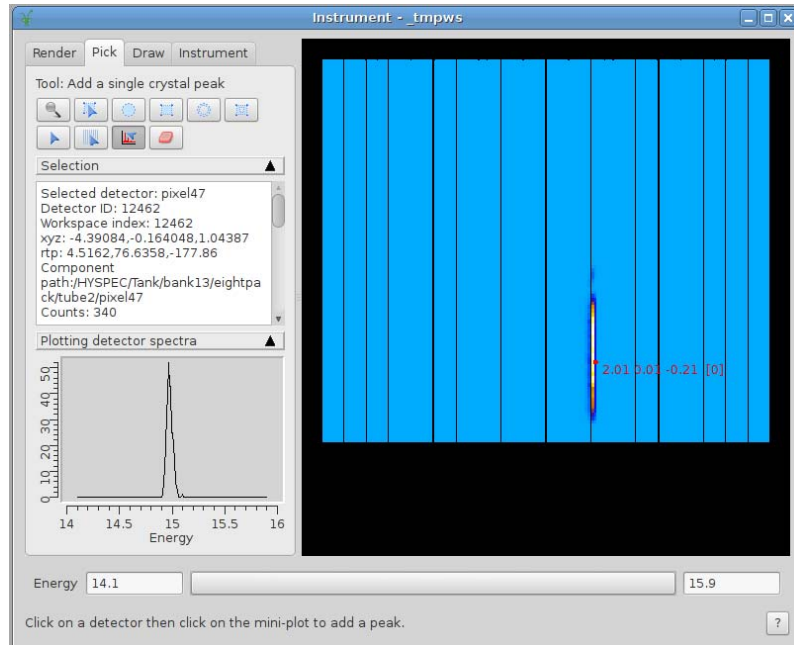 Instrument - _tmpws
Render Pick Draw Instrument
Tool: Add a single crystal peak
Selection
Selected detector: pixel47
Detector ID: 12462
Workspace index: 12462
xyz: -4.39084,-0.164048,1.04387
rtp: 4.5162,76.6358,-177.86
Component
path:/HYSPEC/Tank/bank13/eightpa
ck/tube2/pixel47
Counts: 340
Plotting detector spectra
50
40
30
20
10
0
14 14.5 15 15.5 16
Energy
2.01 0.01 -0.21 [0]
Energy 14.1 15.9
Click on a detector then click on the mini-plot to add a peak.
?